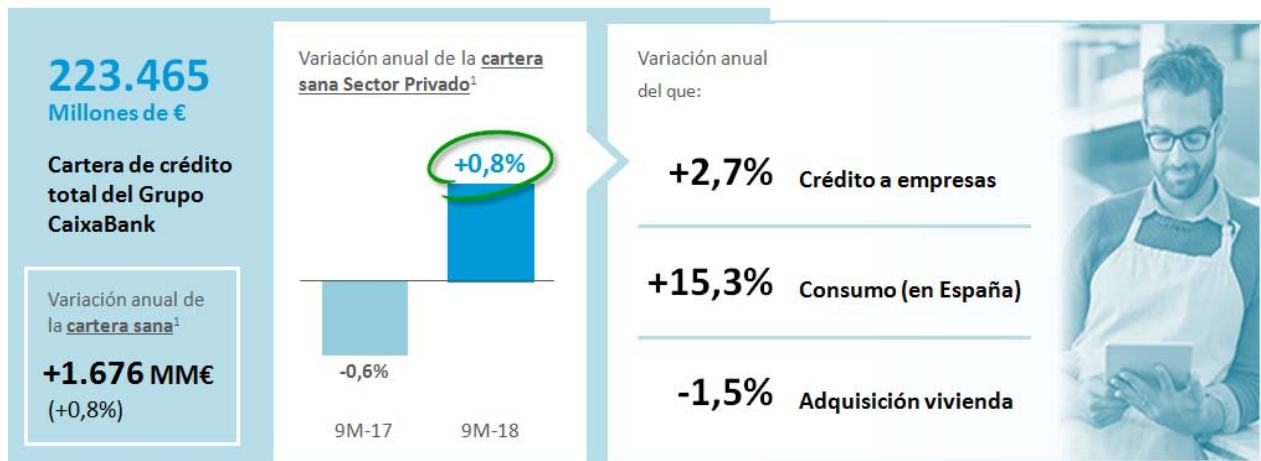 223.465
Millones de €
Cartera de crédito
total del Grupo
CaixaBank
Variación anual de
la cartera sana¹
+1.676 MM€
(+0,8%)
Variación anual de la cartera
sana Sector Privado¹
+0,8%
-0,6%
9M-17
9M-18
Variación anual
del que:
+2,7% Crédito a empresas
+15,3% Consumo (en España)
-1,5% Adquisición vivienda